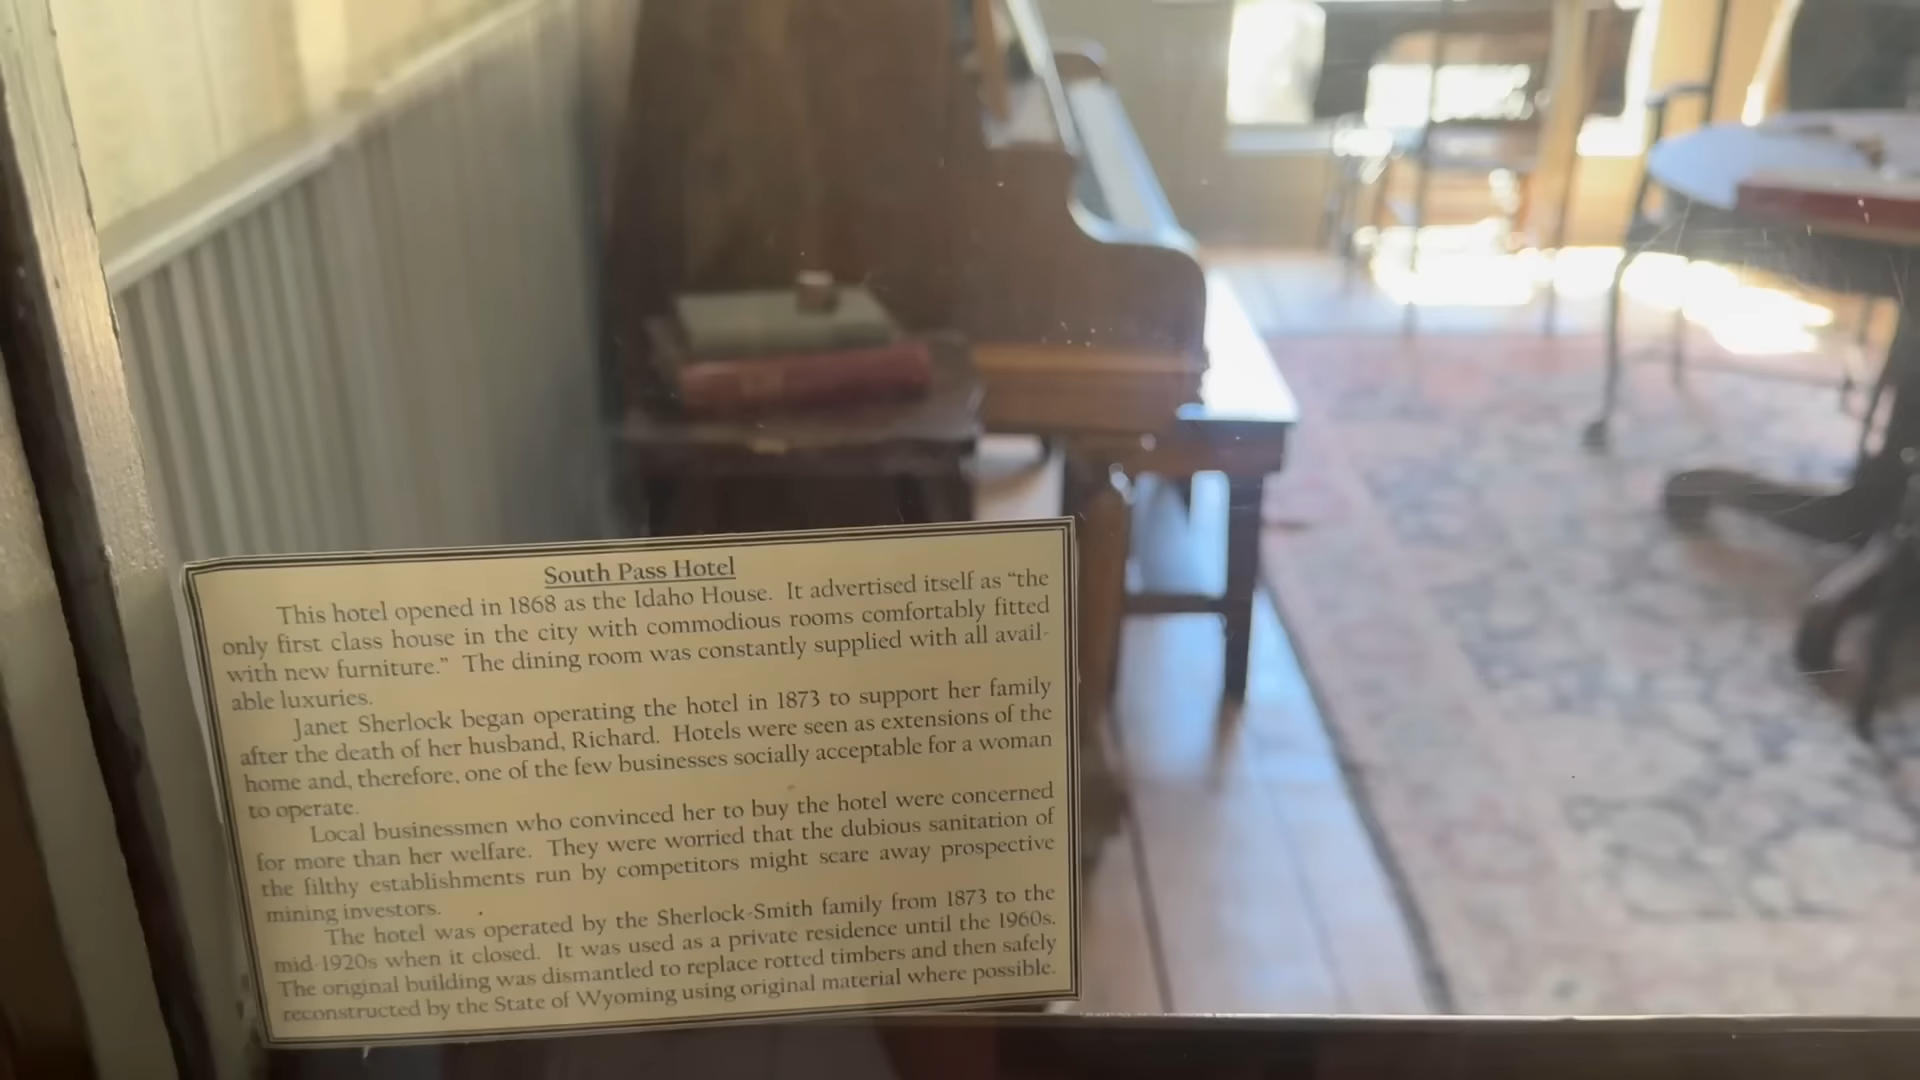 South Pass Hotel
This hotel opened in 1868 as the Idaho House. It advertised itself as “the
only first class house in the city with commodious rooms comfortably fitted
with new furniture.” The dining room was constantly supplied with all avail-
able luxuries.
Janet Sherlock began operating the hotel in 1873 to support her family
after the death of her husband, Richard. Hotels were seen as extensions of the
home and, therefore, one of the few businesses socially acceptable for a woman
to operate.
Local businessmen who convinced her to buy the hotel were concerned
for more than her welfare. They were worried that the dubious sanitation of
the filthy establishments run by competitors might scare away prospective
mining investors.
The hotel was operated by the Sherlock-Smith family from 1873 to the
mid-1920s when it closed. It was used as a private residence until the 1960s.
The original building was dismantled to replace rotted timbers and then safely
reconstructed by the State of Wyoming using original material where possible.